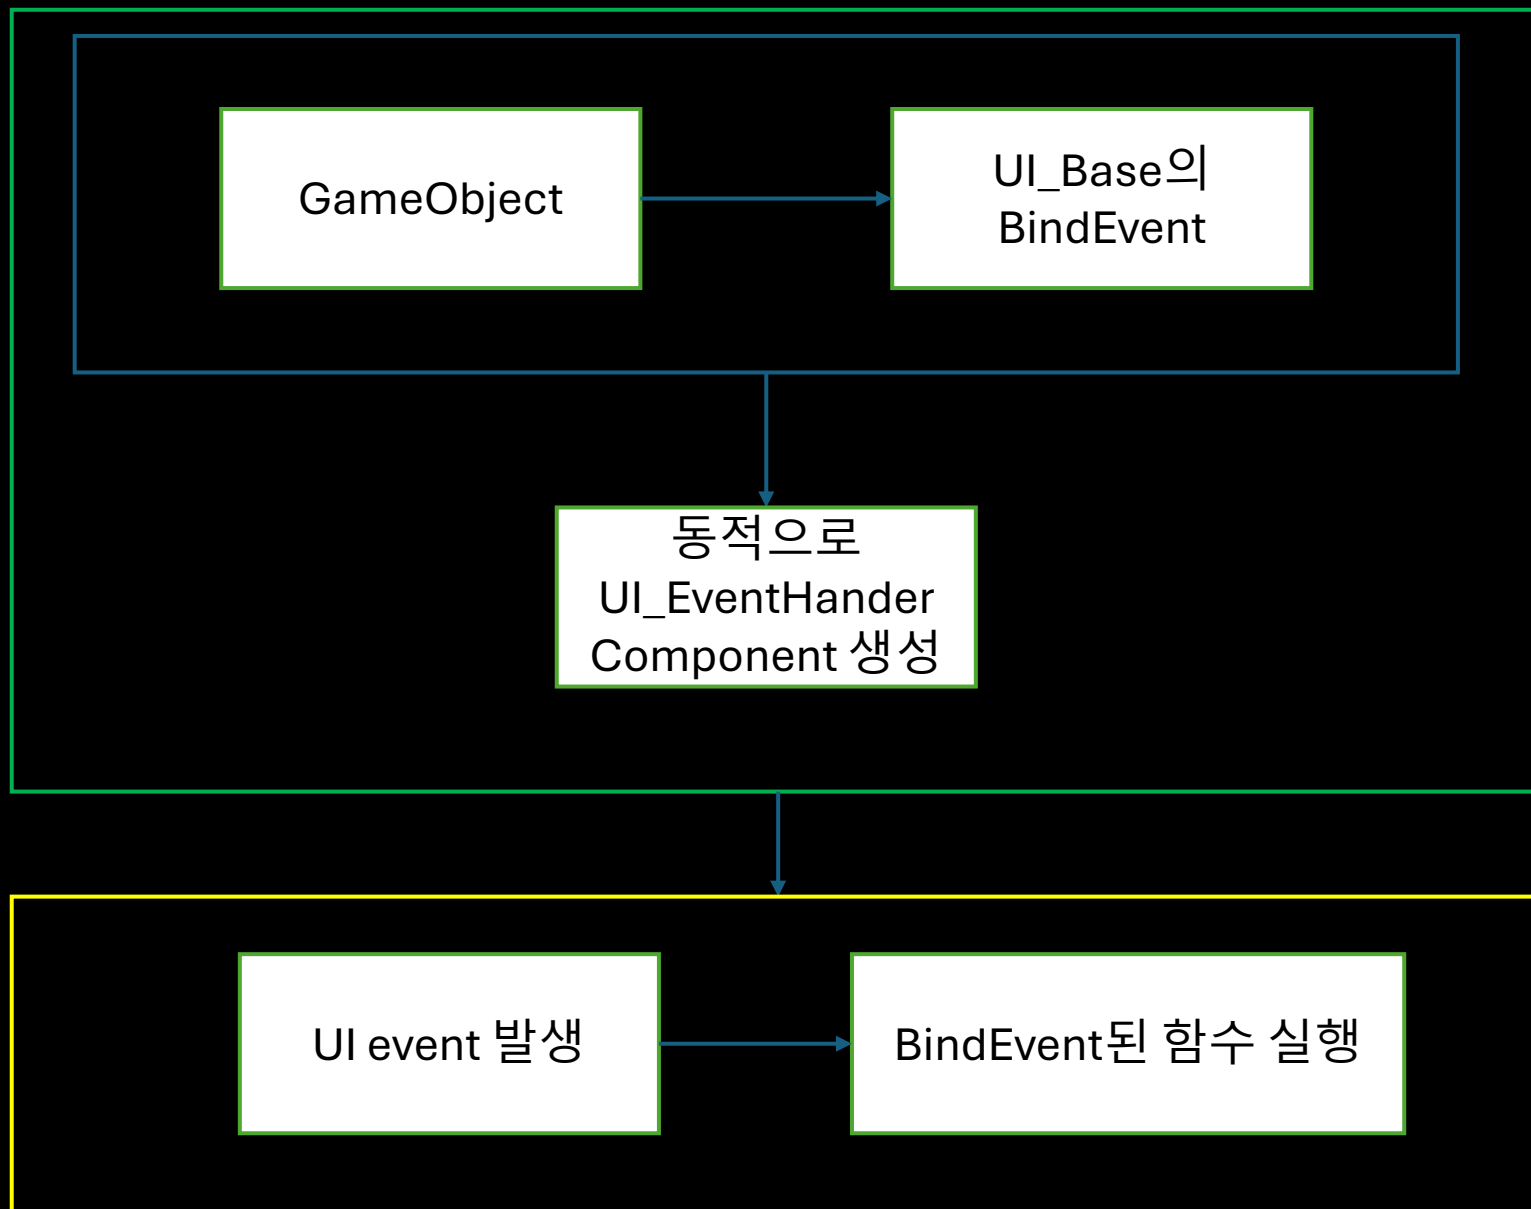 GameObject
UI_Base의
BindEvent
동적으로
UI_EventHander
Component 생성
UI event 발생
BindEvent된 함수 실행